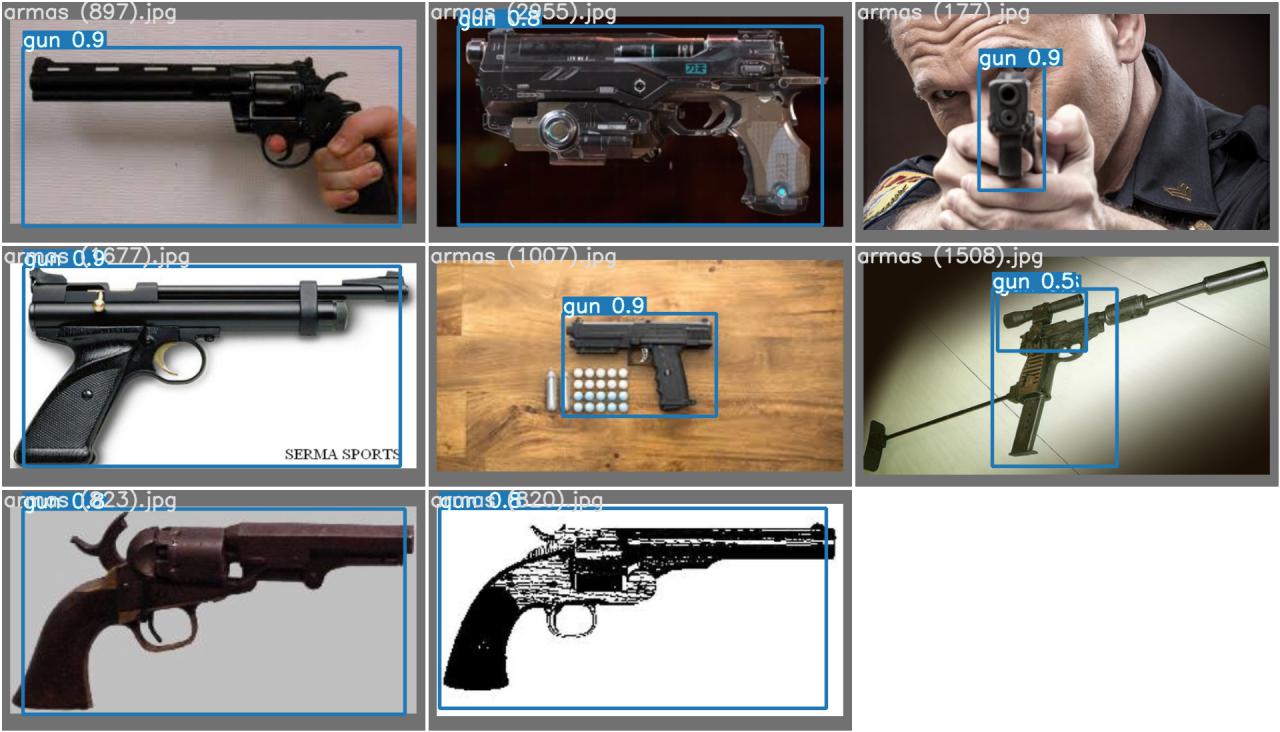 armas (897).jpg
gun 0.9
armas (2955).jpg
gun 0.8
armas (177).jpg
gun 0.9
armas (1677).jpg
gun 0.9
SERMA SPORTS
armas (1007).jpg
gun 0.9
armas (1508).jpg
gun 0.5
armas (823).jpg
gun 0.8
armas (820).jpg
gun 0.8